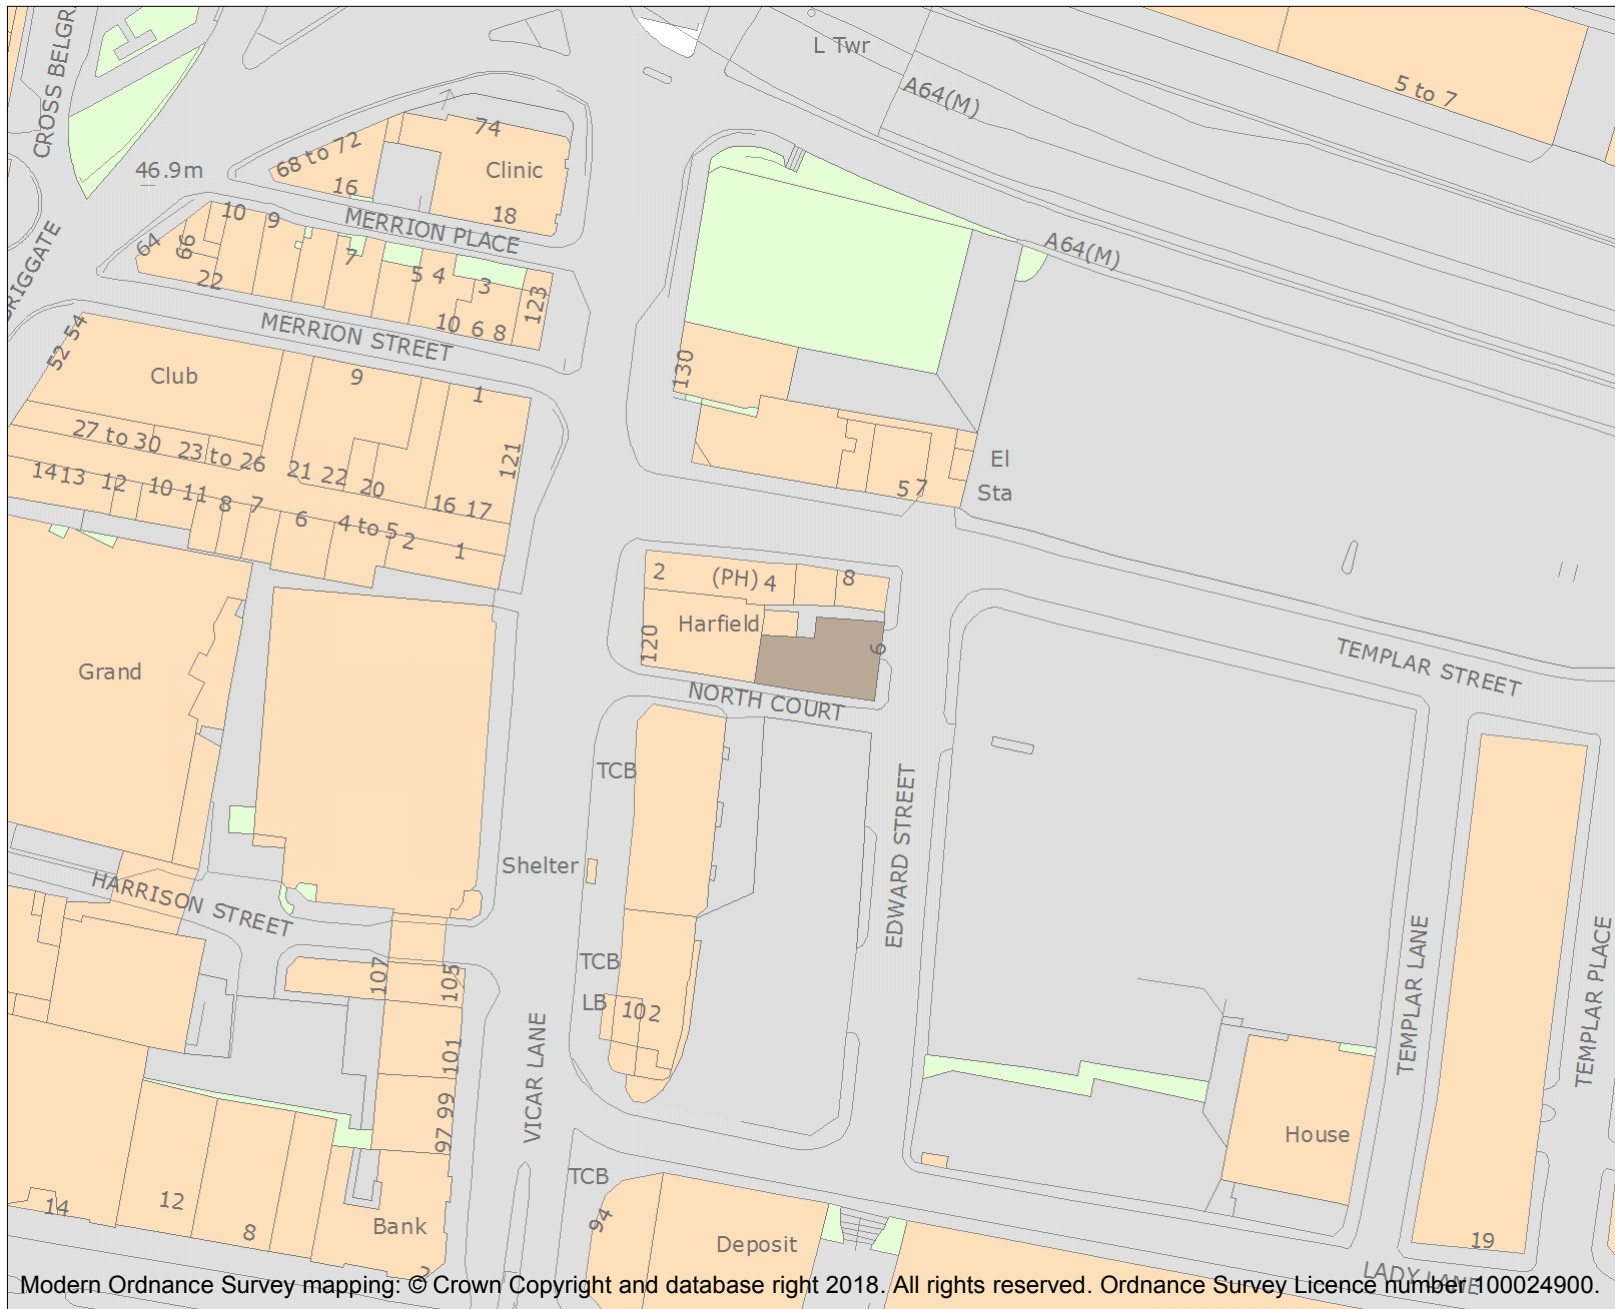 CROSS BELGR
L Twr
A64(M)
5 to 7
74
68 to 72
Clinic
46.9m
16
18
MERRION PLACE
10
9
64
66
7
5 4
3
22
123
10 6 8
BRIGGATE
A64(M)
MERRION STREET
52 54
Club
9
1
130
27 to 30
23 to 26
21 22
20
121
16 17
14 13
12
10 11
8
7
6
4 to 5
2
1
5 7
El
Sta
2
(PH) 4
8
Harfield
120
6
Grand
NORTH COURT
TEMPLAR STREET
TCB
EDWARD STREET
Shelter
HARRISON STREET
TCB
107
105
LB
102
TEMPLAR LANE
TEMPLAR PLACE
VICAR LANE
101
97 99
House
TCB
14
12
8
Bank
2
94
Deposit
19
LADY LANE
Modern Ordnance Survey mapping: © Crown Copyright and database right 2018. All rights reserved. Ordnance Survey Licence number 100024900.